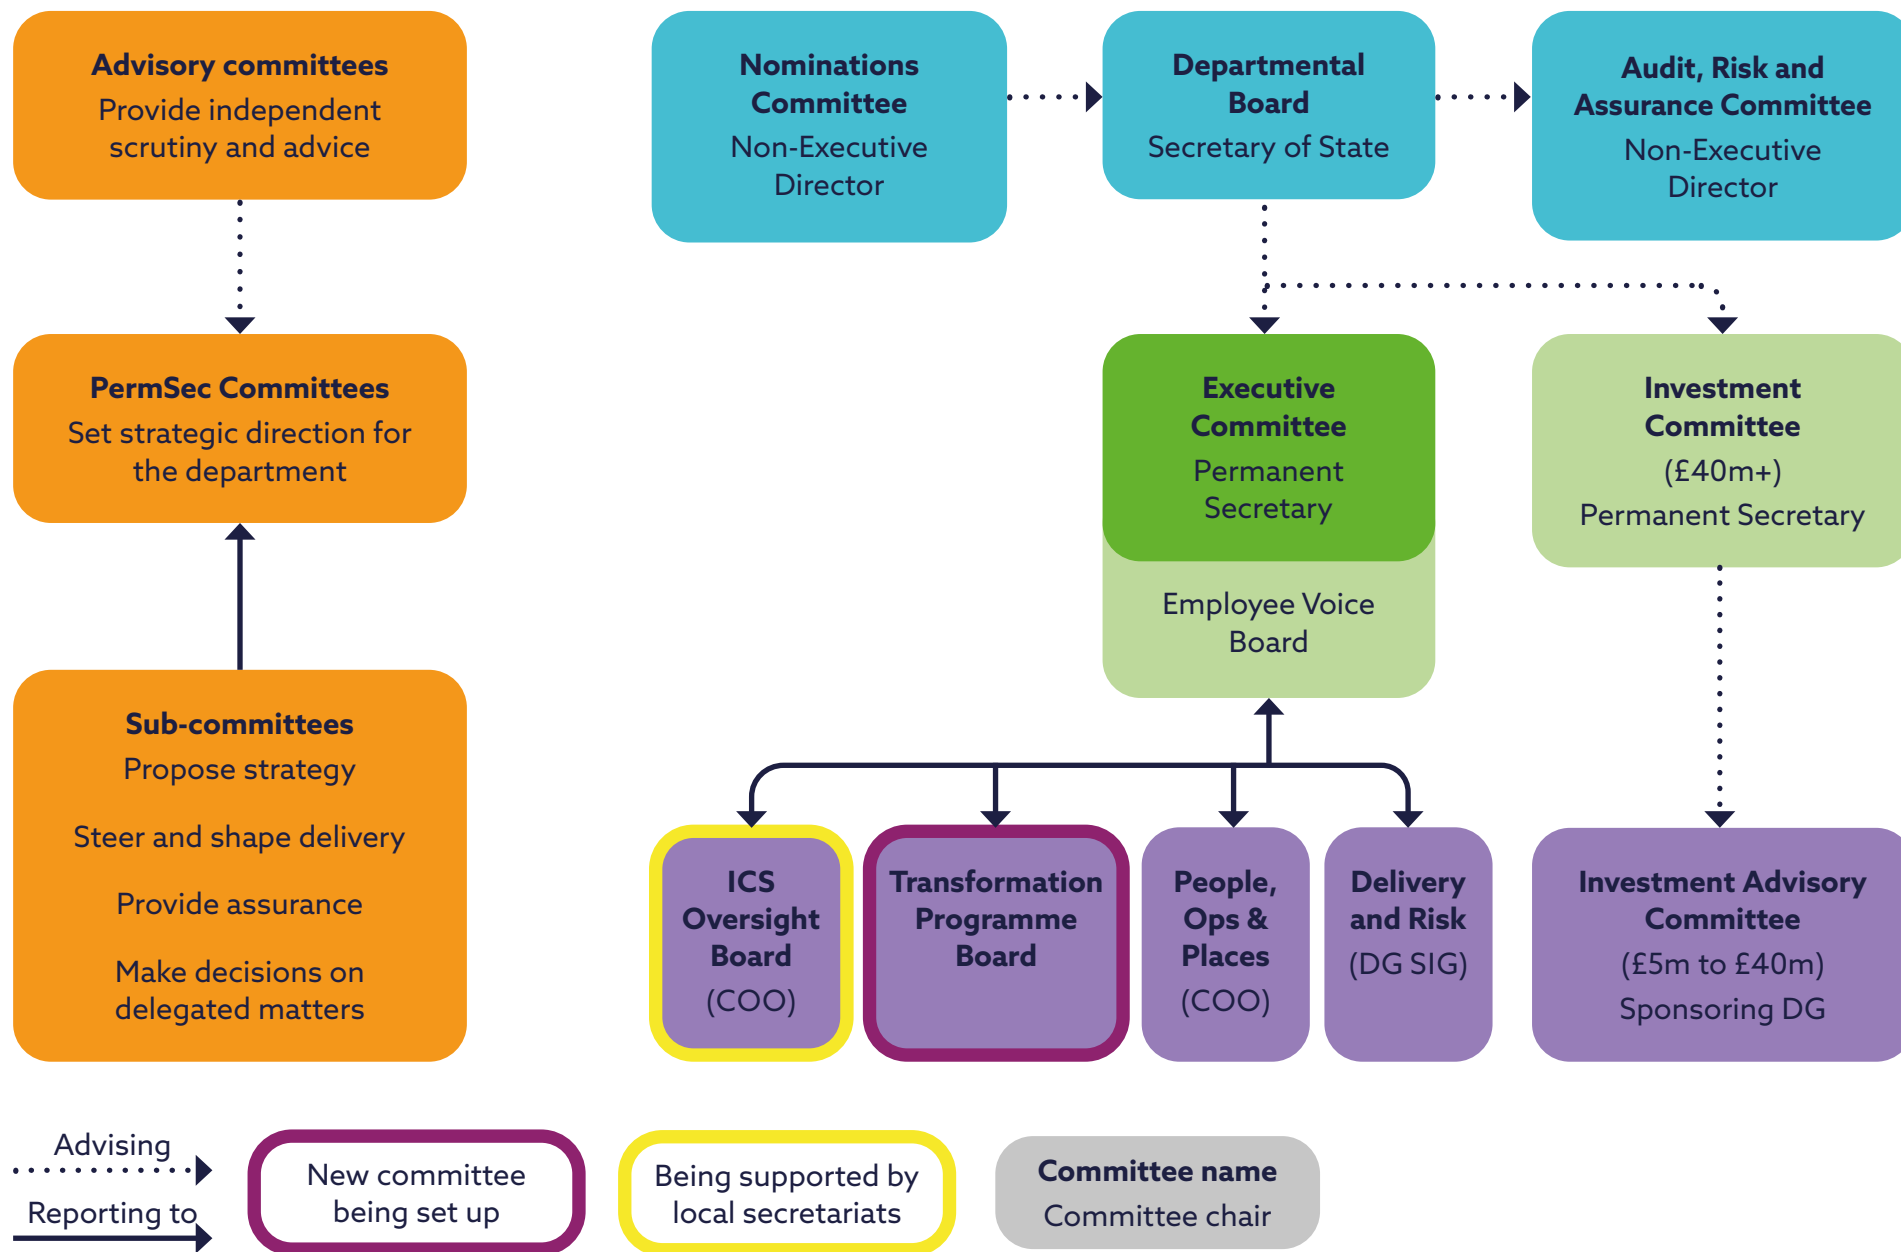 Advisory committees
Provide independent
scrutiny and advice
PermSec Committees
Set strategic direction for
the department
Sub-committees
Propose strategy
Steer and shape delivery
Provide assurance
Make decisions on
delegated matters
Nominations
Committee
Non-Executive
Director
Departmental
Board
Secretary of State
Audit, Risk and
Assurance Committee
Non-Executive
Director
Executive
Committee
Permanent
Secretary
Employee Voice
Board
Investment
Committee
(£40m+)
Permanent Secretary
ICS
Oversight
Board
(COO)
Transformation
Programme
Board
People,
Ops &
Places
(COO)
Delivery
and Risk
(DG SIG)
Investment Advisory
Committee
(£5m to £40m)
Sponsoring DG
Advising
Reporting to
New committee
being set up
Being supported by
local secretariats
Committee name
Committee chair